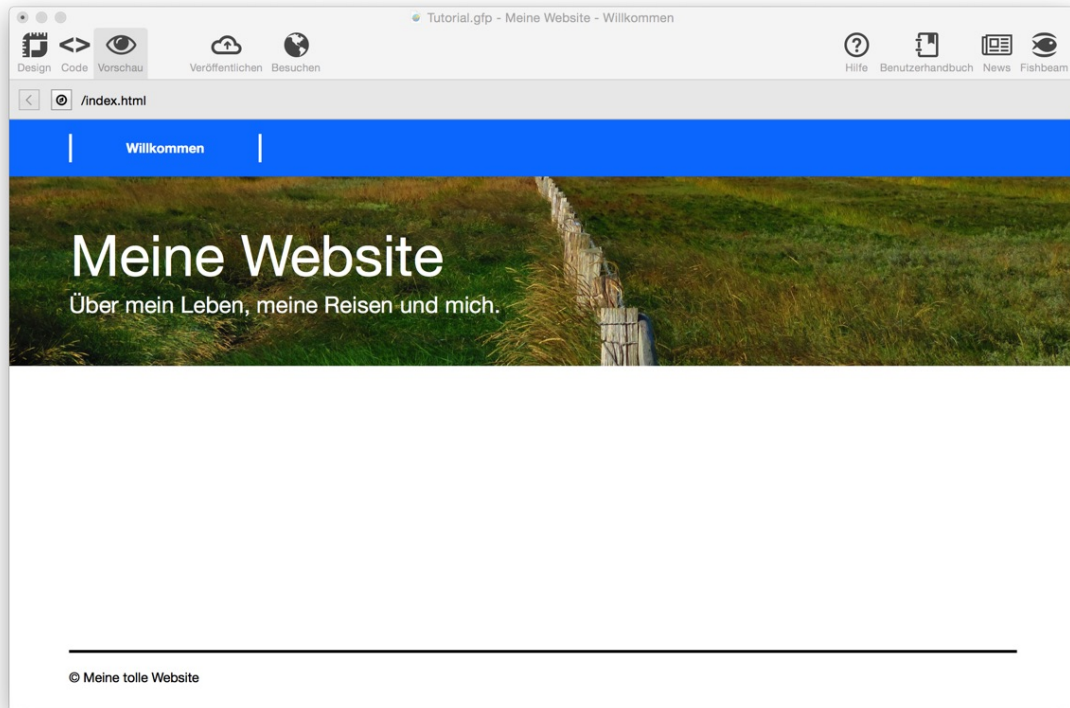 Tutorial.gfp - Meine Website - Willkommen
Design Code Vorschau Veröffentlichen Besuchen Hilfe Benutzerhandbuch News Fishbeam
/index.html
Willkommen
Meine Website
Über mein Leben, meine Reisen und mich.
© Meine tolle Website